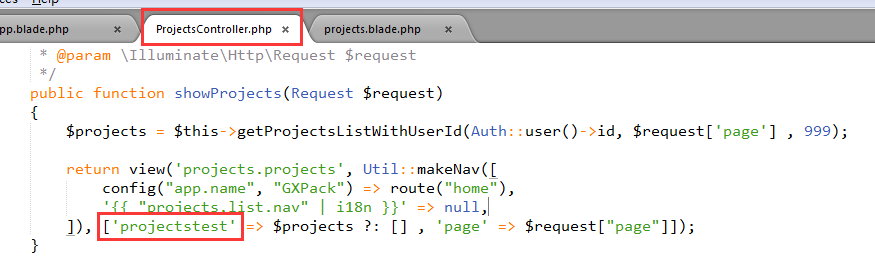 pp.blade.php × ProjectsController.php × projects.blade.php ×
* @param \Illuminate\Http\Request $request
*/
public function showProjects(Request $request)
{
$projects = $this->getProjectsListWithUserId(Auth::user()->id, $request['page'] , 999);
return view('projects.projects', Util::makeNav([
config("app.name", "GXPack") => route("home"),
'{{ "projects.list.nav" | i18n }}' => null,
]), ['projectstest' => $projects ?: [] , 'page' => $request["page"]]);
}